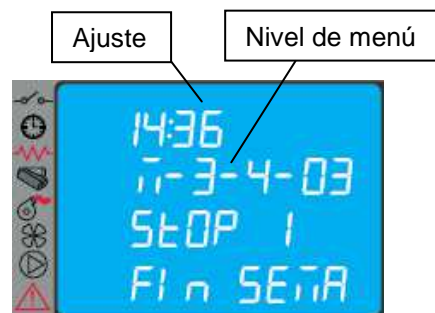 Ajuste
Nivel de menú
14:36
m-3-4-03
StOP 1
FIn SEmA